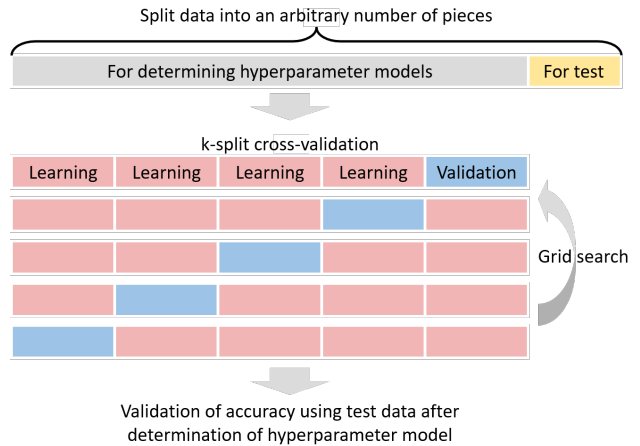 Split data into an arbitrary number of pieces
For determining hyperparameter models
For test
k-split cross-validation
Learning
Learning
Learning
Learning
Validation
Grid search
Validation of accuracy using test data after
determination of hyperparameter model